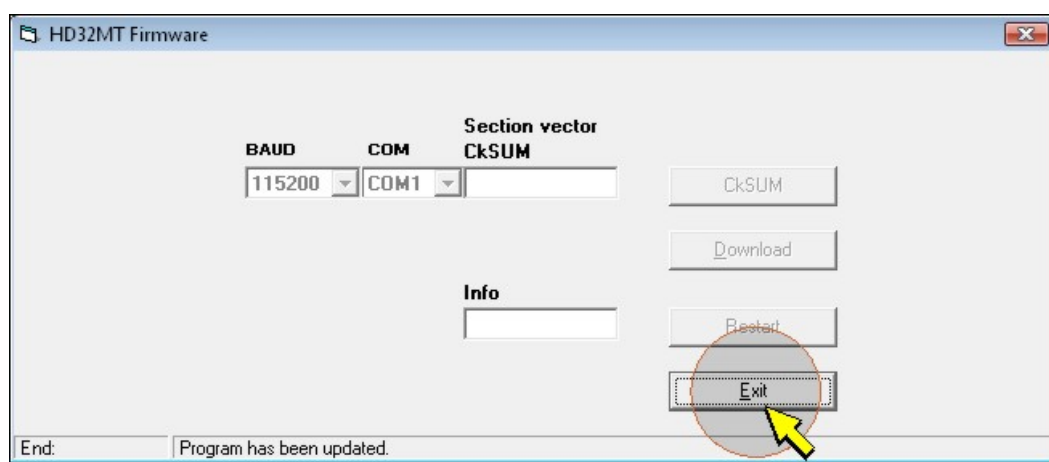 HD32MT Firmware
Section vector
BAUD COM CkSUM
115200 COM1
CkSUM
Download
Info
Restart
Exit
End: Program has been updated.